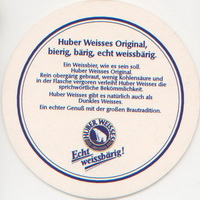 Huber Weisses Original,
bierig, bärig, echt weissbärig.
Ein Weissbier, wie es sein soll.
Huber Weisses Original.
Rein obergärig gebraut, wenig Kohlensäure und
in der Flasche vergoren verleiht Huber Weisses die
sprichwörtliche Bekömmlichkeit.
Huber Weisses gibt es natürlich auch als
Dunkles Weisses.
Ein echter Genuß mit der großen Brautradition.
HUBER WEISSES
Echt
weissbärig!